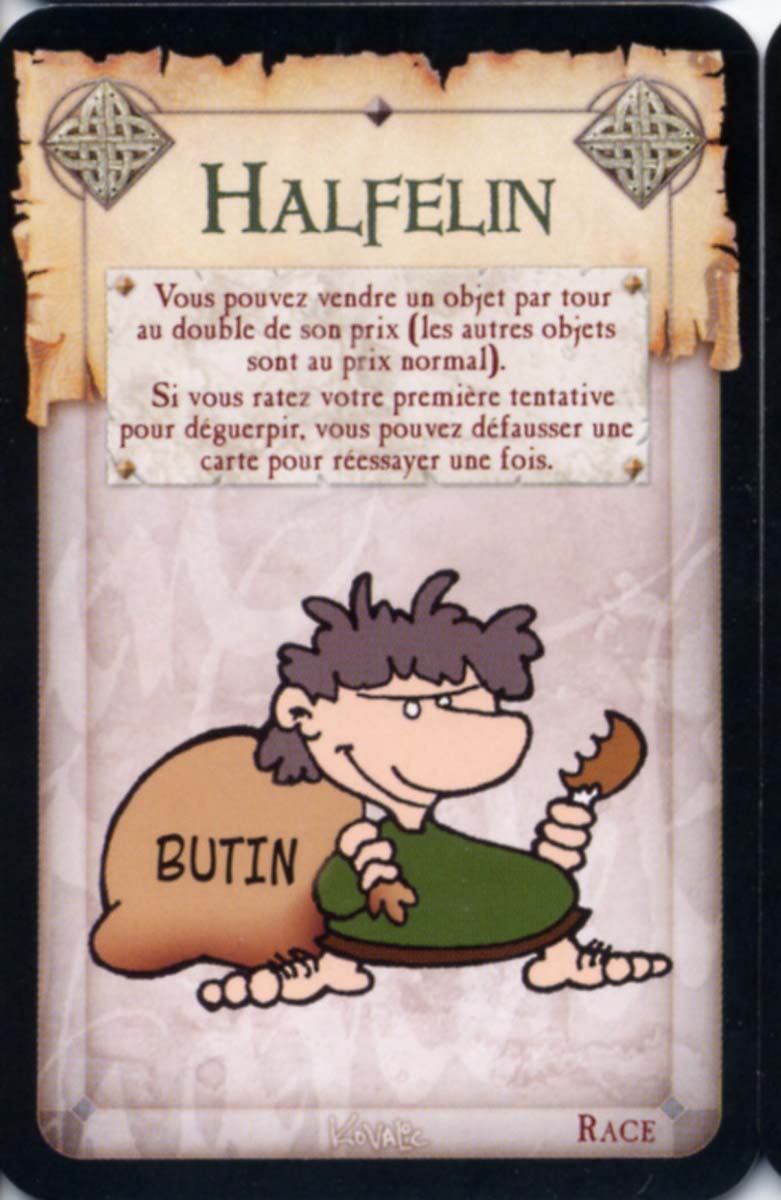 HALFELIN
Vous pouvez vendre un objet par tour
au double de son prix (les autres objets
sont au prix normal).
Si vous ratez votre première tentative
pour déguerpir, vous pouvez défausser une
carte pour réessayer une fois.
BUTIN
KOVALIC
RACE